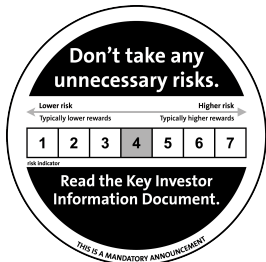 Don’t take any
unnecessary risks.
Lower risk Higher risk
Typically lower rewards Typically higher rewards
1 2 3 4 5 6 7
risk indicator
Read the Key Investor
Information Document.
THIS IS A MANDATORY ANNOUNCEMENT